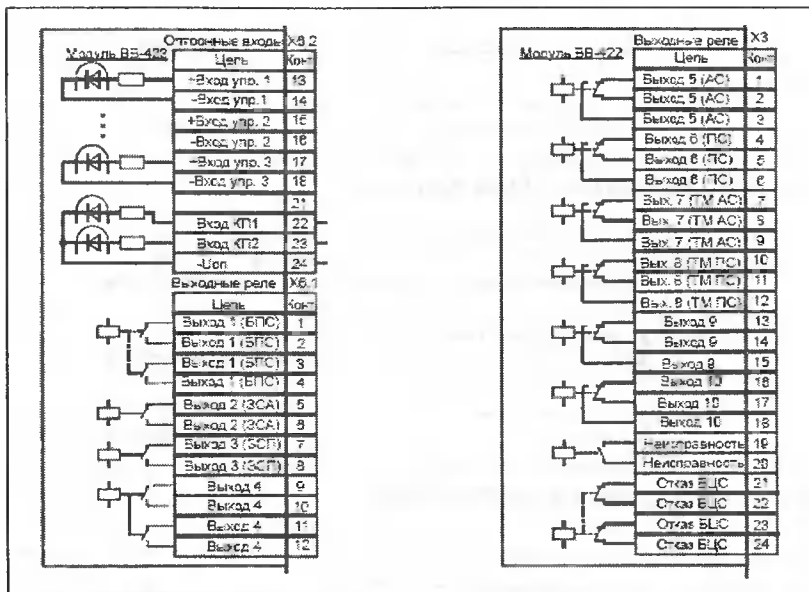 Модуль ВВ-423
Оптронные входы X6.2
Цепь Конт
+Вход упр. 1 13
-Вход упр.1 14
+Вход упр. 2 15
-Вход упр. 2 16
+Вход упр. 3 17
-Вход упр. 3 18
21
Вход КП1 22
Вход КП2 23
-Uоп 24
Выходные реле X6.1
Цепь Конт
Выход 1 (БПС) 1
Выход 1 (БПС) 2
Выход 1 (БПС) 3
Выход 1 (БПС) 4
Выход 2 (ЗСА) 5
Выход 2 (ЗСА) 6
Выход 3 (ЗСП) 7
Выход 3 (ЗСП) 8
Выход 4 9
Выход 4 10
Выход 4 11
Выход 4 12
Модуль ВВ-422
Выходные реле X3
Цепь Конт
Выход 5 (АС) 1
Выход 5 (АС) 2
Выход 5 (АС) 3
Выход 6 (ПС) 4
Выход 6 (ПС) 5
Выход 6 (ПС) 6
Вых. 7 (ТМ АС) 7
Вых. 7 (ТМ АС) 8
Вых. 7 (ТМ АС) 9
Вых. 8 (ТМ ПС) 10
Вых. 8 (ТМ ПС) 11
Вых. 8 (ТМ ПС) 12
Выход 9 13
Выход 9 14
Выход 9 15
Выход 10 16
Выход 10 17
Выход 10 18
Неисправность 19
Неисправность 20
Отказ БЦС 21
Отказ БЦС 22
Отказ БЦС 23
Отказ БЦС 24